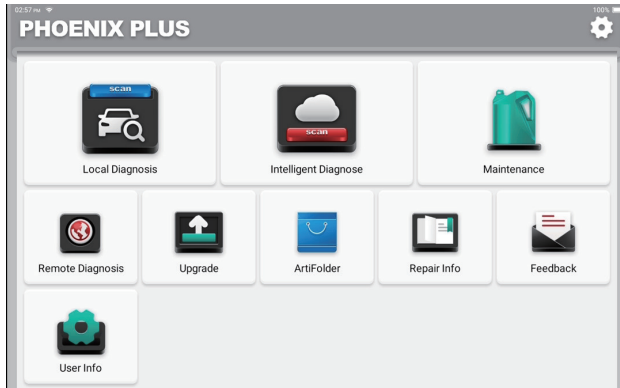 02:57 PM
100%
PHOENIX PLUS
scan
scan
Local Diagnosis
Intelligent Diagnose
Maintenance
Remote Diagnosis
Upgrade
ArtiFolder
Repair Info
Feedback
User Info